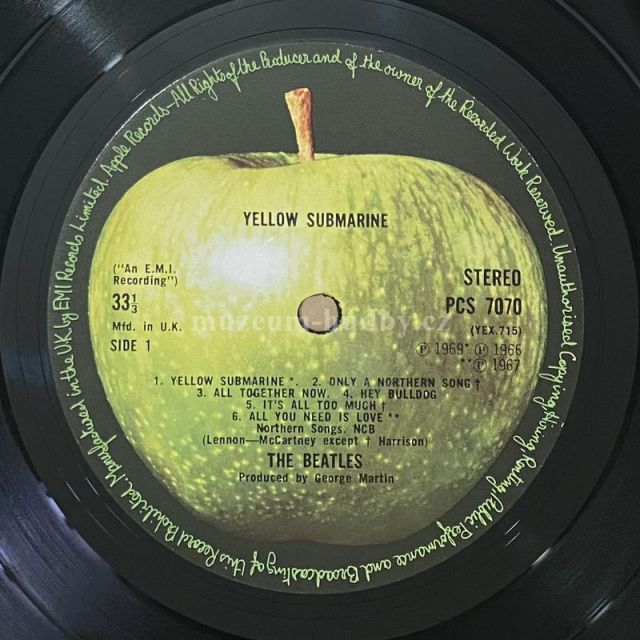 Manufactured in the UK by EMI Records Limited. Apple Records—All Rights of the Producer and of the owner of the Recorded Work Reserved. Unauthorised Copying, Hiring, Lending, Public Performance and Broadcasting of this Record Prohibited.
YELLOW SUBMARINE
("An E.M.I.
Recording")
33⅓
Mfd. in U.K.
SIDE 1
STEREO
PCS 7070
(YEX.715)
Ⓟ 1969* Ⓟ 1966
**Ⓟ 1967
muzeum-hudby.cz
1. YELLOW SUBMARINE*. 2. ONLY A NORTHERN SONG†
3. ALL TOGETHER NOW. 4. HEY BULLDOG
5. IT'S ALL TOO MUCH†
6. ALL YOU NEED IS LOVE**
Northern Songs. NCB
(Lennon—McCartney except † Harrison)
THE BEATLES
Produced by George Martin